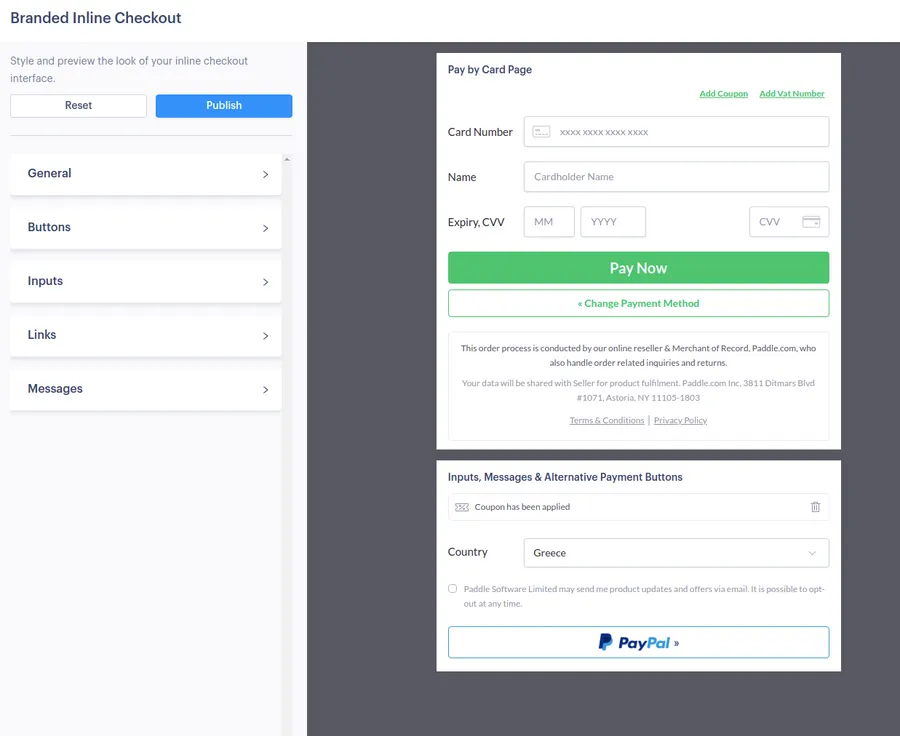 Branded Inline Checkout
Style and preview the look of your inline checkout
interface.
Reset
Publish
General
Buttons
Inputs
Links
Messages
Pay by Card Page
Add Coupon Add Vat Number
Card Number
xxxx xxxx xxxx xxxx
Name
Cardholder Name
Expiry, CVV
MM
YYYY
CVV
Pay Now
« Change Payment Method
This order process is conducted by our online reseller & Merchant of Record, Paddle.com, who
also handle order related inquiries and returns.
Your data will be shared with Seller for product fulfilment. Paddle.com Inc, 3811 Ditmars Blvd
#1071, Astoria, NY 11105-1803
Terms & Conditions | Privacy Policy
Inputs, Messages & Alternative Payment Buttons
Coupon has been applied
Country
Greece
Paddle Software Limited may send me product updates and offers via email. It is possible to opt-
out at any time.
PayPal »